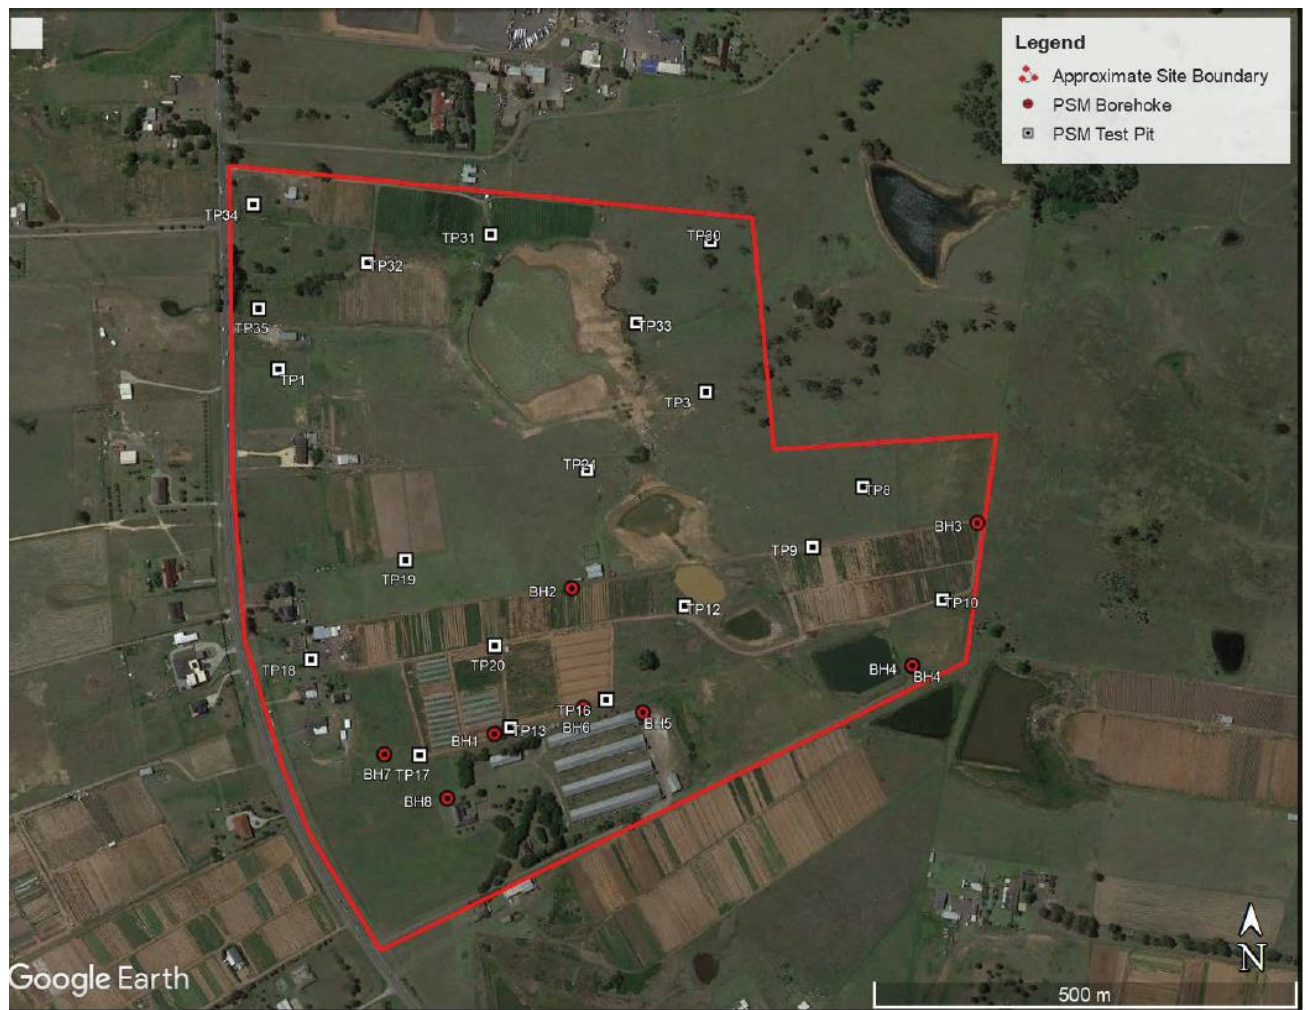 Legend
Approximate Site Boundary
PSM Borehoke
PSM Test Pit
TP34
TP31
TP30
TP32
TP35
TP33
TP1
TP3
TP21
TP8
BH3
TP9
TP19
BH2
TP12
TP10
TP20
TP18
BH4
BH4
TP16
BH6
BH5
BH1
TP13
BH7
TP17
BH8
Google Earth
N
500 m